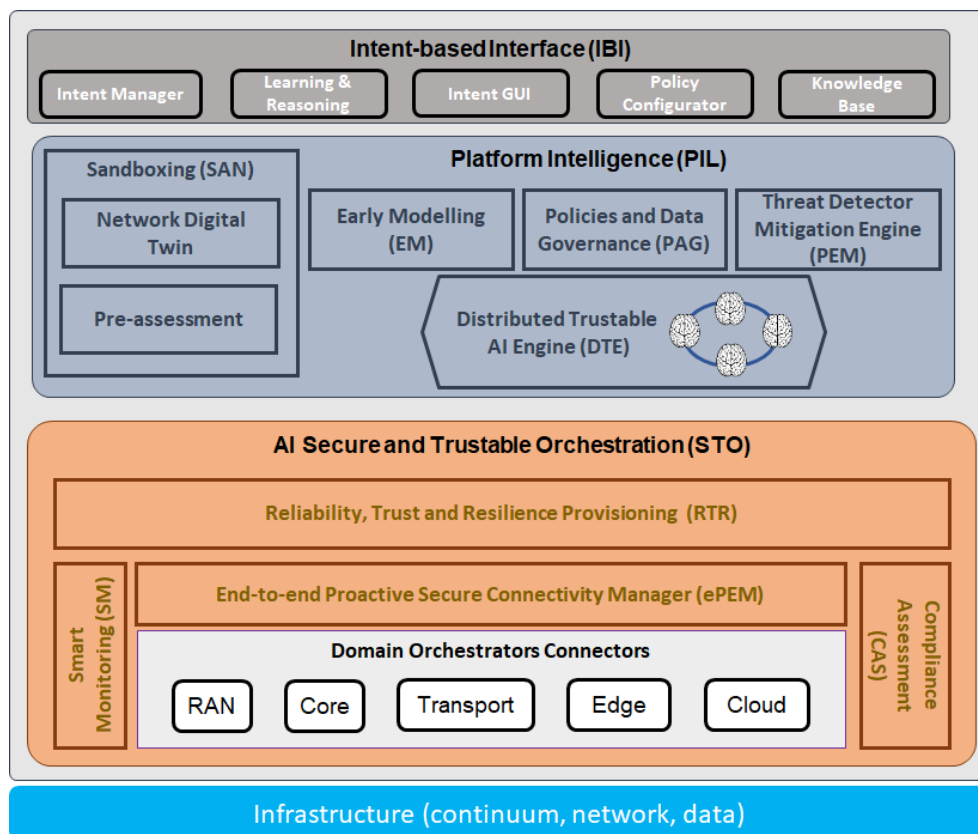 Intent-based Interface (IBI)
Intent Manager
Learning &
Reasoning
Intent GUI
Policy
Configurator
Knowledge
Base
Platform Intelligence (PIL)
Sandboxing (SAN)
Network Digital
Twin
Pre-assessment
Early Modelling
(EM)
Policies and Data
Governance (PAG)
Threat Detector
Mitigation Engine
(PEM)
Distributed Trustable
AI Engine (DTE)
AI Secure and Trustable Orchestration (STO)
Reliability, Trust and Resilience Provisioning (RTR)
Smart
Monitoring (SM)
End-to-end Proactive Secure Connectivity Manager (ePEM)
Domain Orchestrators Connectors
RAN
Core
Transport
Edge
Cloud
Compliance
Assessment
(CAS)
Infrastructure (continuum, network, data)